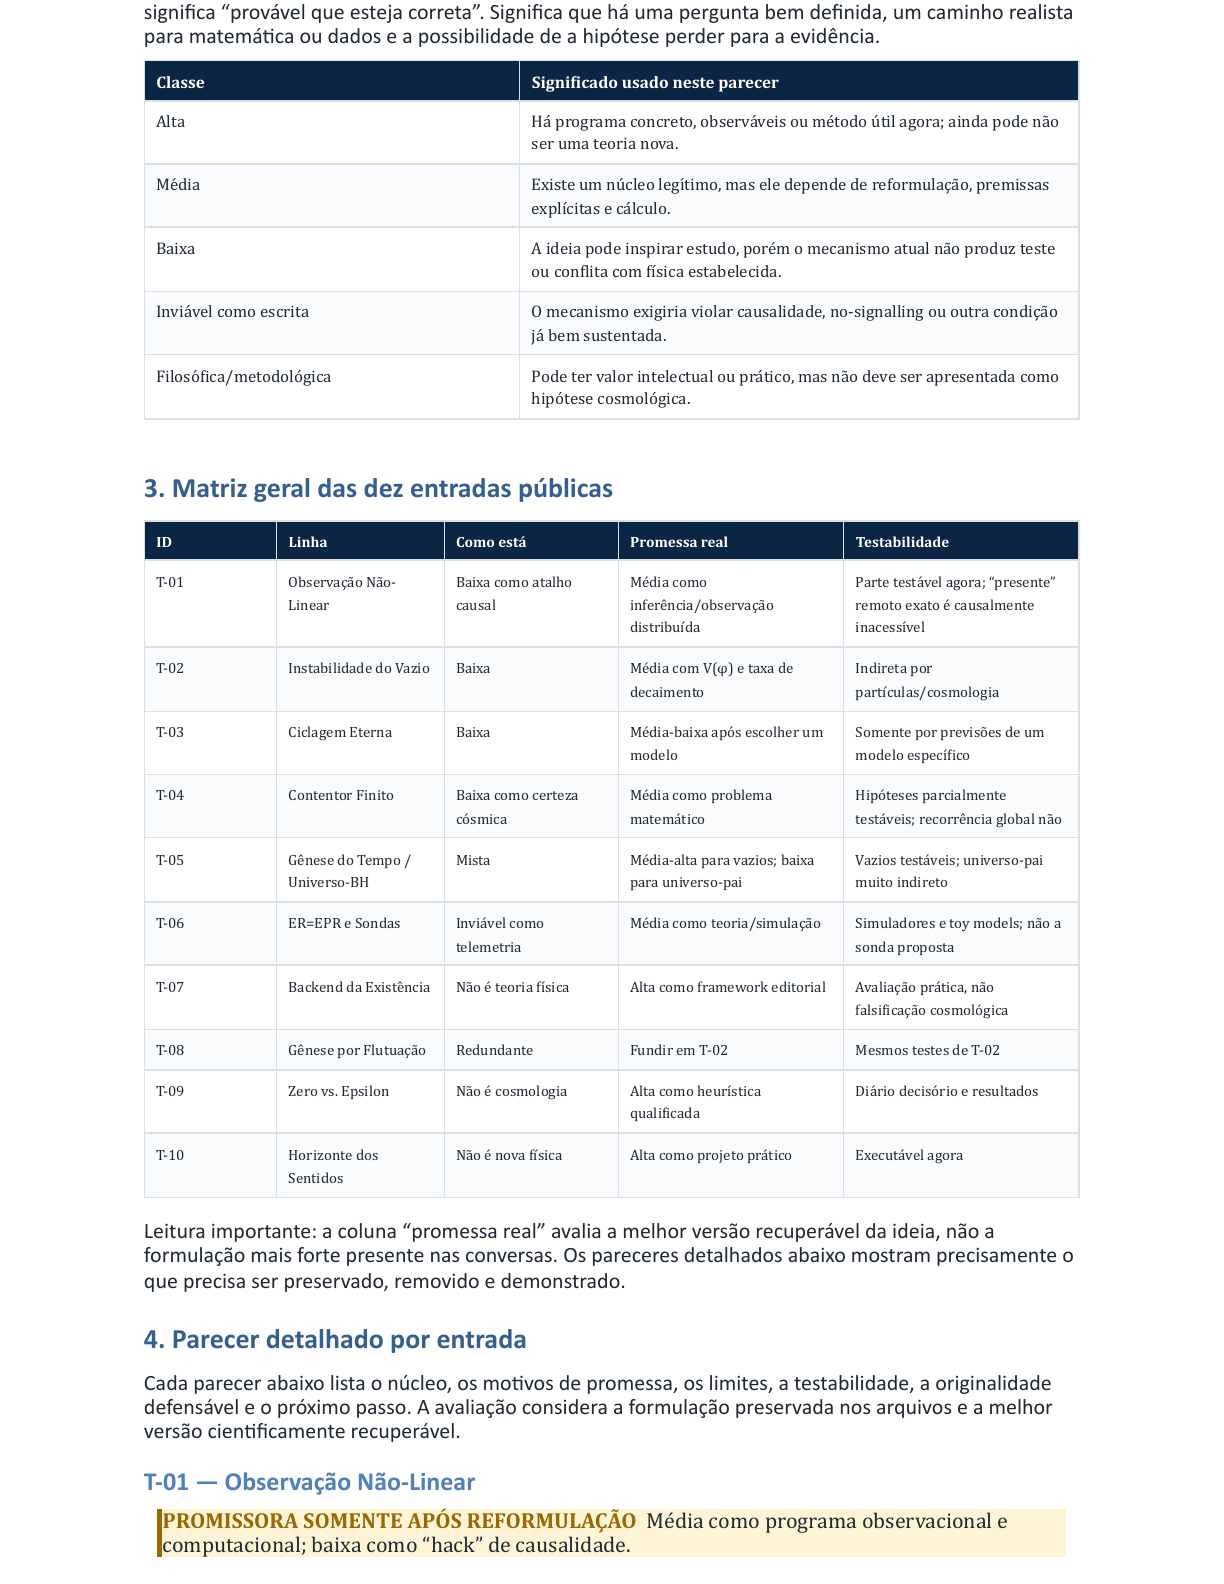 significa “provável que esteja correta”. Significa que há uma pergunta bem definida, um caminho realista
para matemática ou dados e a possibilidade de a hipótese perder para a evidência.
Classe
Significado usado neste parecer
Alta
Há programa concreto, observáveis ou método útil agora; ainda pode não
ser uma teoria nova.
Média
Existe um núcleo legítimo, mas ele depende de reformulação, premissas
explícitas e cálculo.
Baixa
A ideia pode inspirar estudo, porém o mecanismo atual não produz teste
ou conflita com física estabelecida.
Inviável como escrita
O mecanismo exigiria violar causalidade, no-signalling ou outra condição
já bem sustentada.
Filosófica/metodológica
Pode ter valor intelectual ou prático, mas não deve ser apresentada como
hipótese cosmológica.
3. Matriz geral das dez entradas públicas
ID
Linha
Como está
Promessa real
Testabilidade
T-01
Observação Não-
Linear
Baixa como atalho
causal
Média como
inferência/observação
distribuída
Parte testável agora; “presente”
remoto exato é causalmente
inacessível
T-02
Instabilidade do Vazio
Baixa
Média com V(φ) e taxa de
decaimento
Indireta por
partículas/cosmologia
T-03
Ciclagem Eterna
Baixa
Média-baixa após escolher um
modelo
Somente por previsões de um
modelo específico
T-04
Contentor Finito
Baixa como certeza
cósmica
Média como problema
matemático
Hipóteses parcialmente
testáveis; recorrência global não
T-05
Gênese do Tempo /
Universo-BH
Mista
Média-alta para vazios; baixa
para universo-pai
Vazios testáveis; universo-pai
muito indireto
T-06
ER=EPR e Sondas
Inviável como
telemetria
Média como teoria/simulação
Simuladores e toy models; não a
sonda proposta
T-07
Backend da Existência
Não é teoria física
Alta como framework editorial
Avaliação prática, não
falsificação cosmológica
T-08
Gênese por Flutuação
Redundante
Fundir em T-02
Mesmos testes de T-02
T-09
Zero vs. Epsilon
Não é cosmologia
Alta como heurística
qualificada
Diário decisório e resultados
T-10
Horizonte dos
Sentidos
Não é nova física
Alta como projeto prático
Executável agora
Leitura importante: a coluna “promessa real” avalia a melhor versão recuperável da ideia, não a
formulação mais forte presente nas conversas. Os pareceres detalhados abaixo mostram precisamente o
que precisa ser preservado, removido e demonstrado.
4. Parecer detalhado por entrada
Cada parecer abaixo lista o núcleo, os motivos de promessa, os limites, a testabilidade, a originalidade
defensável e o próximo passo. A avaliação considera a formulação preservada nos arquivos e a melhor
versão cientificamente recuperável.
T-01 — Observação Não-Linear
PROMISSORA SOMENTE APÓS REFORMULAÇÃO Média como programa observacional e
computacional; baixa como “hack” de causalidade.